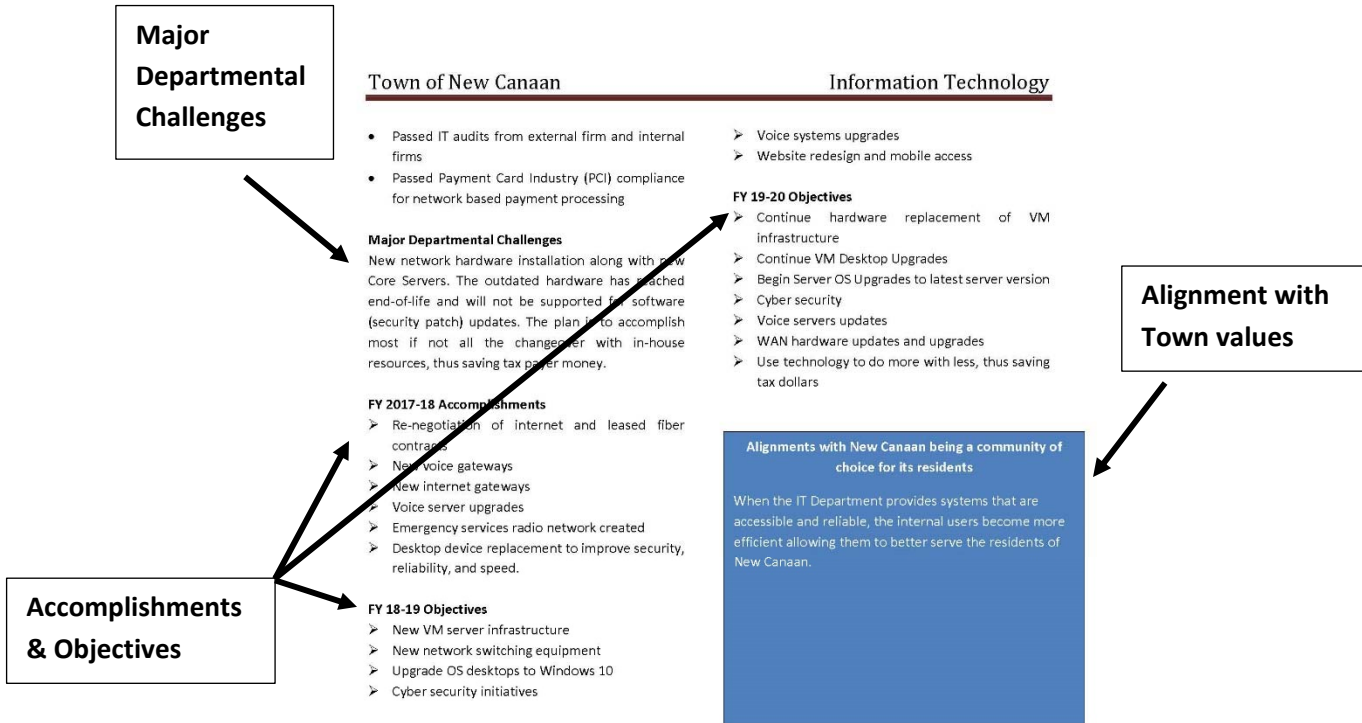 Major
Departmental
Challenges
Town of New Canaan
Information Technology
• Passed IT audits from external firm and internal
firms
• Passed Payment Card Industry (PCI) compliance
for network based payment processing
Major Departmental Challenges
New network hardware installation along with new
Core Servers. The outdated hardware has reached
end-of-life and will not be supported for software
(security patch) updates. The plan is to accomplish
most if not all the changeover with in-house
resources, thus saving tax payer money.
FY 2017-18 Accomplishments
➤ Re-negotiation of internet and leased fiber
contracts
➤ New voice gateways
➤ New internet gateways
➤ Voice server upgrades
➤ Emergency services radio network created
➤ Desktop device replacement to improve security,
reliability, and speed.
FY 18-19 Objectives
➤ New VM server infrastructure
➤ New network switching equipment
➤ Upgrade OS desktops to Windows 10
➤ Cyber security initiatives
➤ Voice systems upgrades
➤ Website redesign and mobile access
FY 19-20 Objectives
➤ Continue hardware replacement of VM
infrastructure
➤ Continue VM Desktop Upgrades
➤ Begin Server OS Upgrades to latest server version
➤ Cyber security
➤ Voice servers updates
➤ WAN hardware updates and upgrades
➤ Use technology to do more with less, thus saving
tax dollars
Alignments with New Canaan being a community of
choice for its residents
When the IT Department provides systems that are
accessible and reliable, the internal users become more
efficient allowing them to better serve the residents of
New Canaan.
Alignment with
Town values
Accomplishments
& Objectives